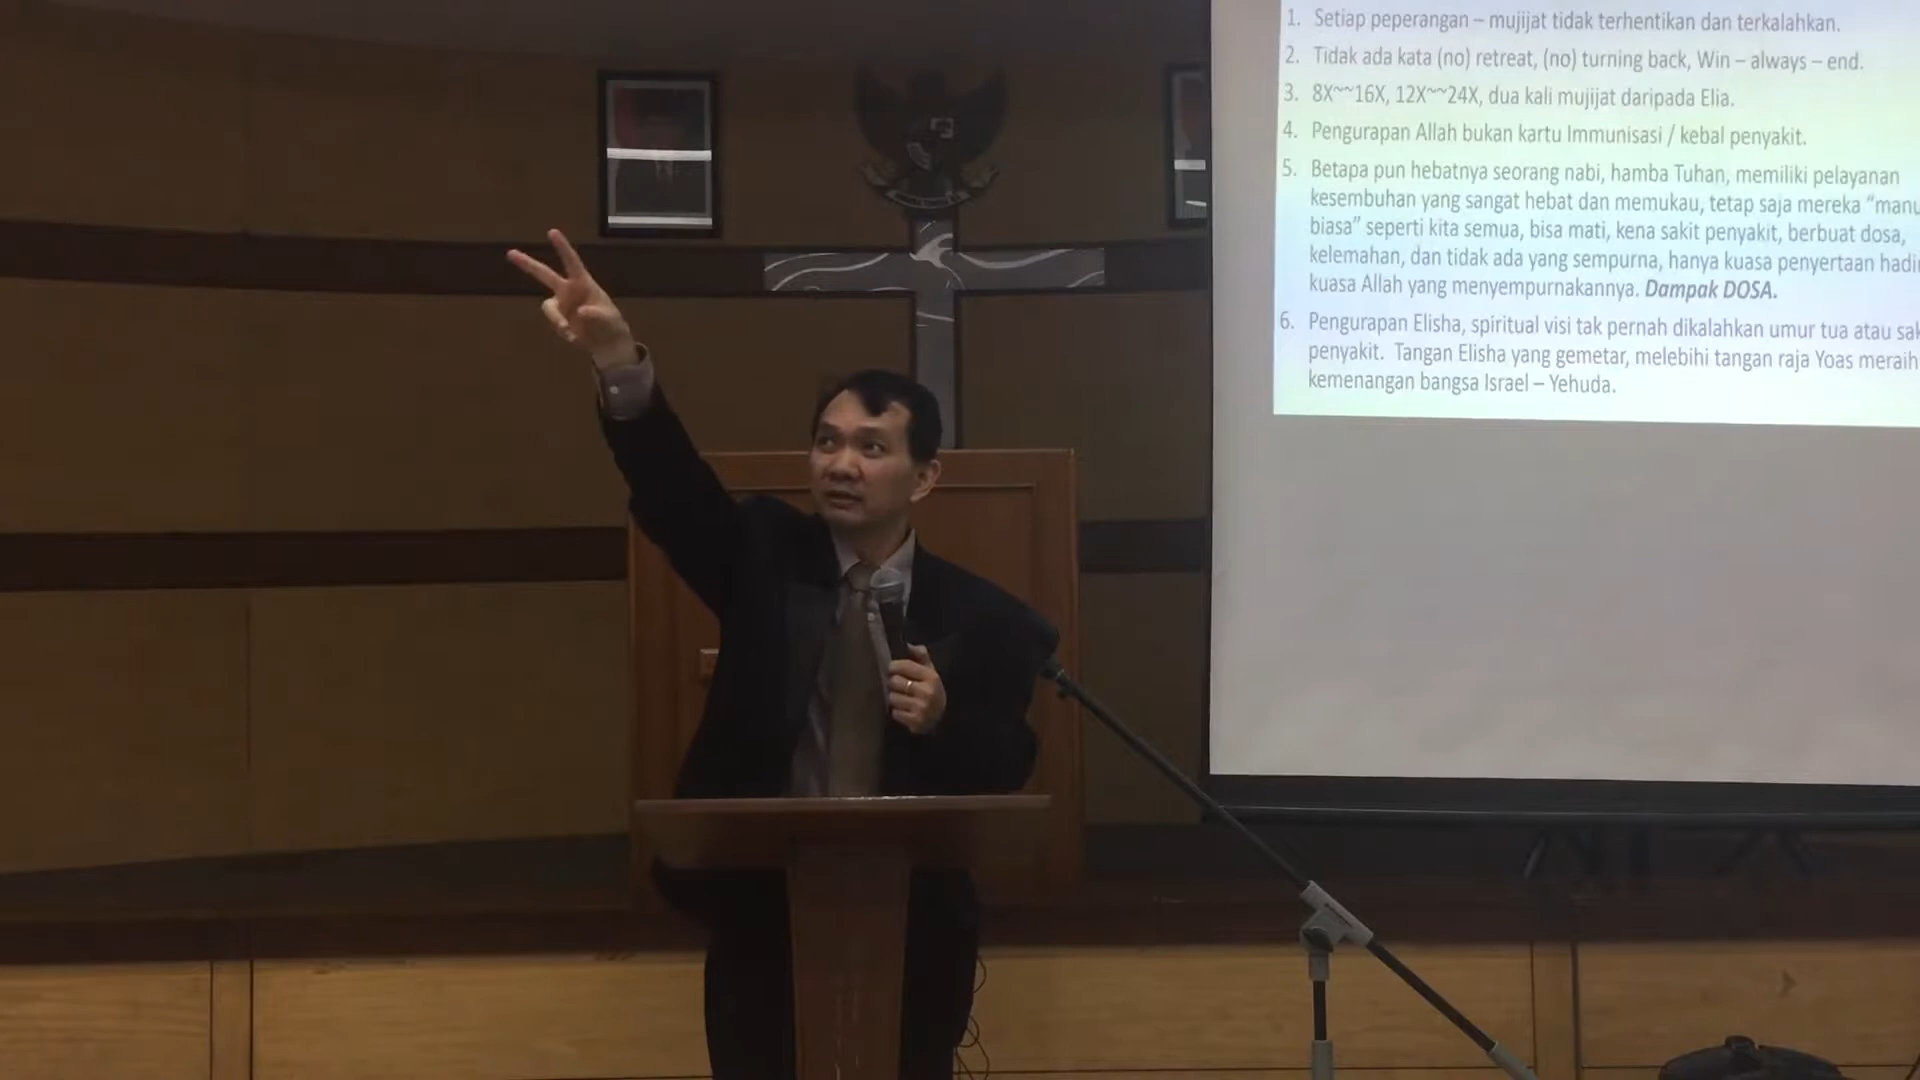 1. Setiap peperangan – mujijat tidak terhentikan dan terkalahkan.
2. Tidak ada kata (no) retreat, (no) turning back, Win – always – end.
3. 8X~~16X, 12X~~24X, dua kali mujijat daripada Elia.
4. Pengurapan Allah bukan kartu Immunisasi / kebal penyakit.
5. Betapa pun hebatnya seorang nabi, hamba Tuhan, memiliki pelayanan
kesembuhan yang sangat hebat dan memukau, tetap saja mereka “manu
biasa” seperti kita semua, bisa mati, kena sakit penyakit, berbuat dosa,
kelemahan, dan tidak ada yang sempurna, hanya kuasa penyertaan hadi
kuasa Allah yang menyempurnakannya. Dampak DOSA.
6. Pengurapan Elisha, spiritual visi tak pernah dikalahkan umur tua atau sak
penyakit. Tangan Elisha yang gemetar, melebihi tangan raja Yoas meraih
kemenangan bangsa Israel – Yehuda.